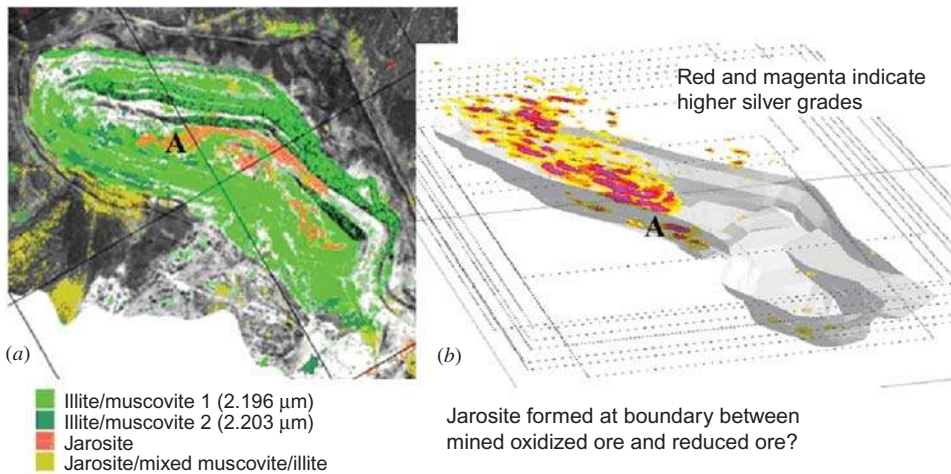 A
(a)
Illite/muscovite 1 (2.196 μm)
Illite/muscovite 2 (2.203 μm)
Jarosite
Jarosite/mixed muscovite/illite
Red and magenta indicate
higher silver grades
A
(b)
Jarosite formed at boundary between
mined oxidized ore and reduced ore?